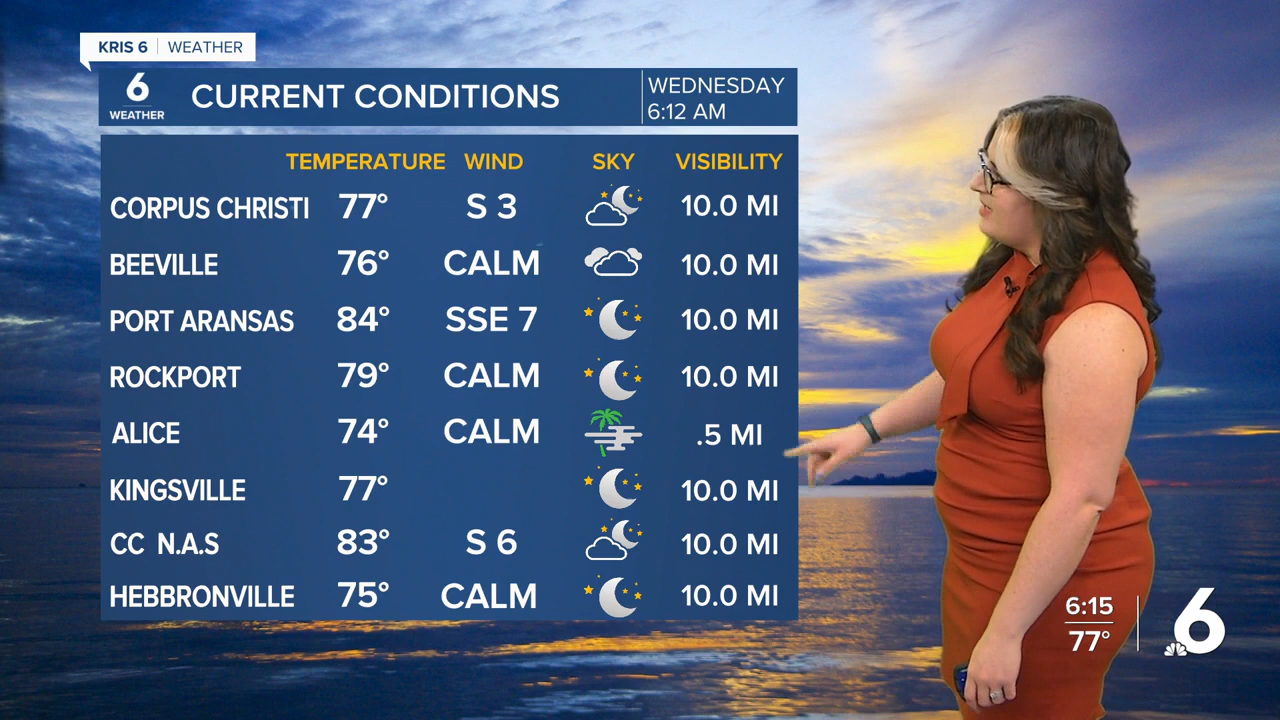 KRIS 6 WEATHER
6
WEATHER
CURRENT CONDITIONS
WEDNESDAY
6:12 AM
TEMPERATURE WIND SKY VISIBILITY
CORPUS CHRISTI 77° S 3 10.0 MI
BEEVILLE 76° CALM 10.0 MI
PORT ARANSAS 84° SSE 7 10.0 MI
ROCKPORT 79° CALM 10.0 MI
ALICE 74° CALM .5 MI
KINGSVILLE 77° 10.0 MI
CC N.A.S 83° S 6 10.0 MI
HEBBRONVILLE 75° CALM 10.0 MI
6:15
77°
6